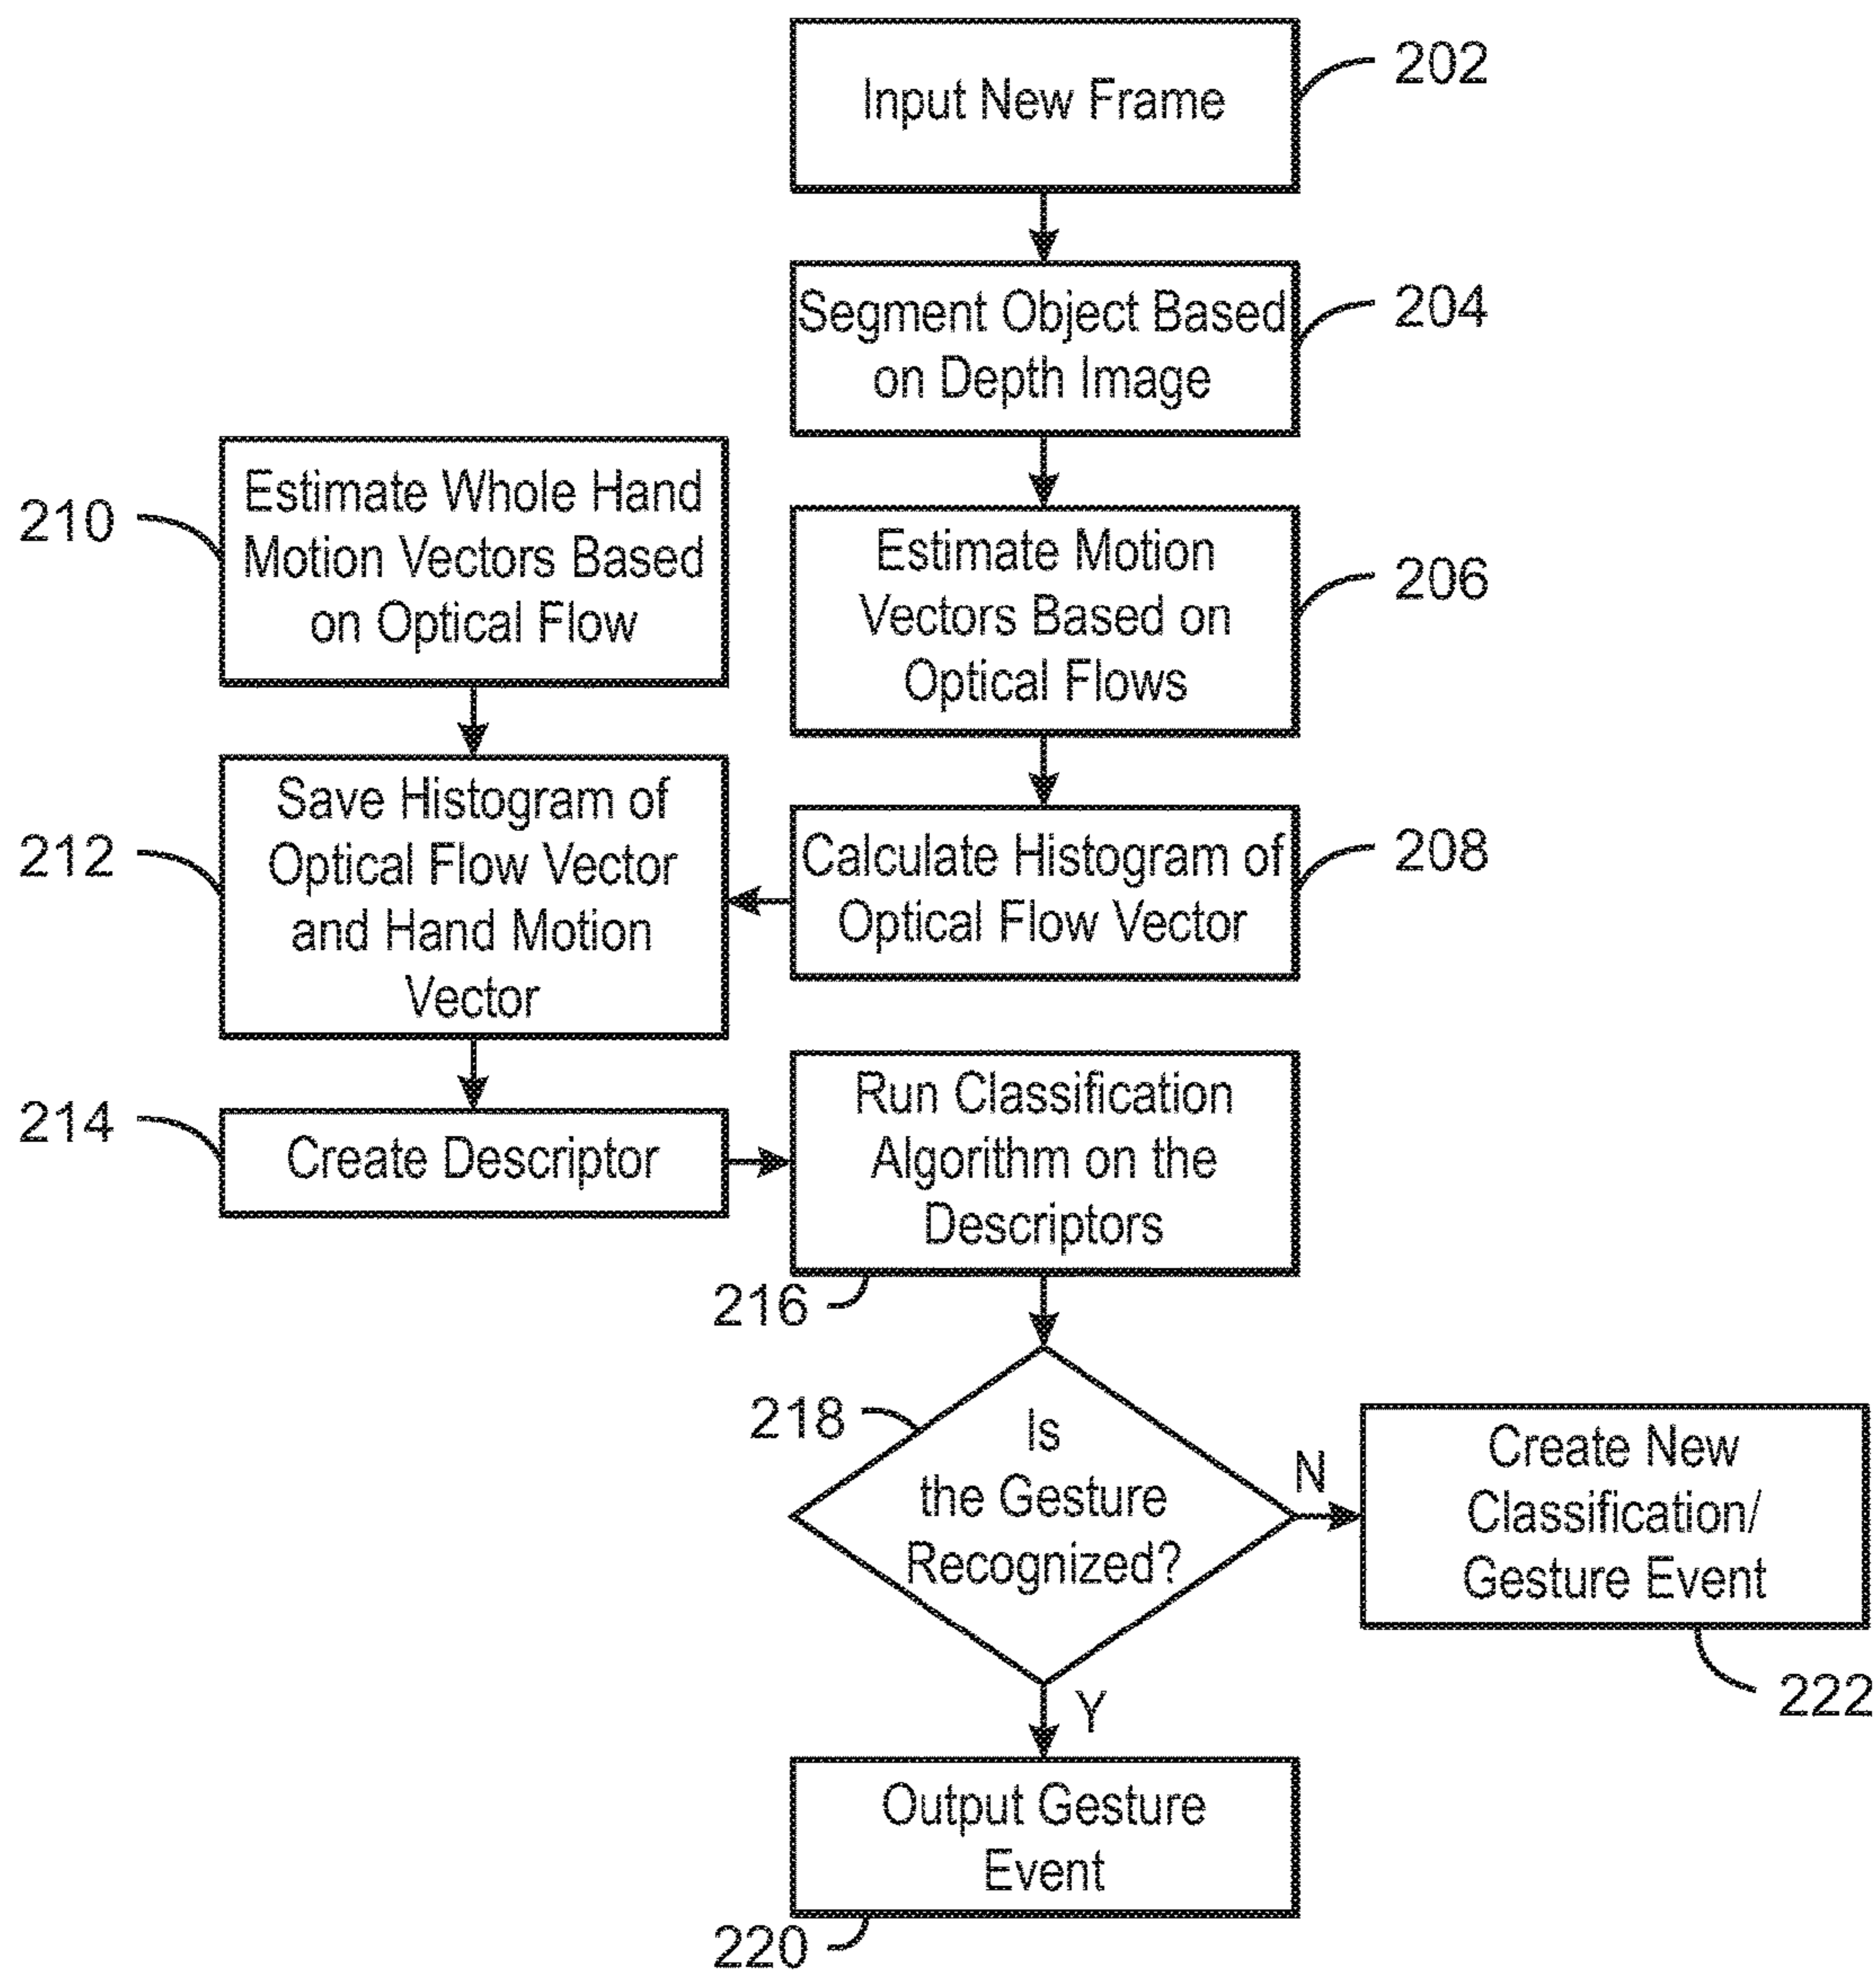 Input New Frame
202
Segment Object Based
on Depth Image
204
Estimate Motion
Vectors Based on
Optical Flows
206
Calculate Histogram of
Optical Flow Vector
208
210
Estimate Whole Hand
Motion Vectors Based
on Optical Flow
212
Save Histogram of
Optical Flow Vector
and Hand Motion
Vector
214
Create Descriptor
Run Classification
Algorithm on the
Descriptors
216
218
Is
the Gesture
Recognized?
N
Create New
Classification/
Gesture Event
222
Y
Output Gesture
Event
220